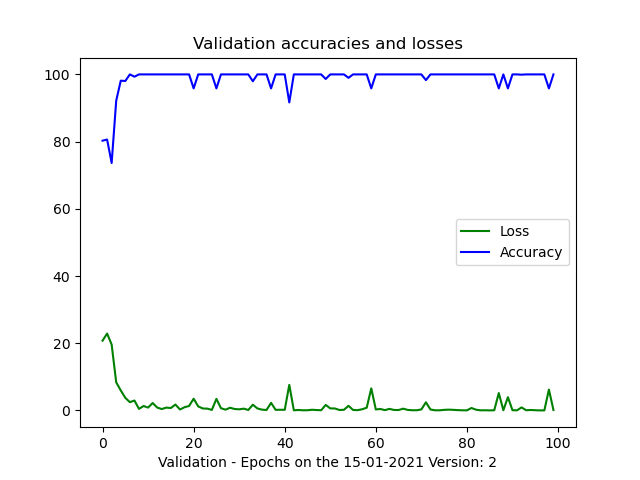 Validation accuracies and losses
100
80
60
40
20
0
Loss
Accuracy
0 20 40 60 80 100
Validation - Epochs on the 15-01-2021 Version: 2